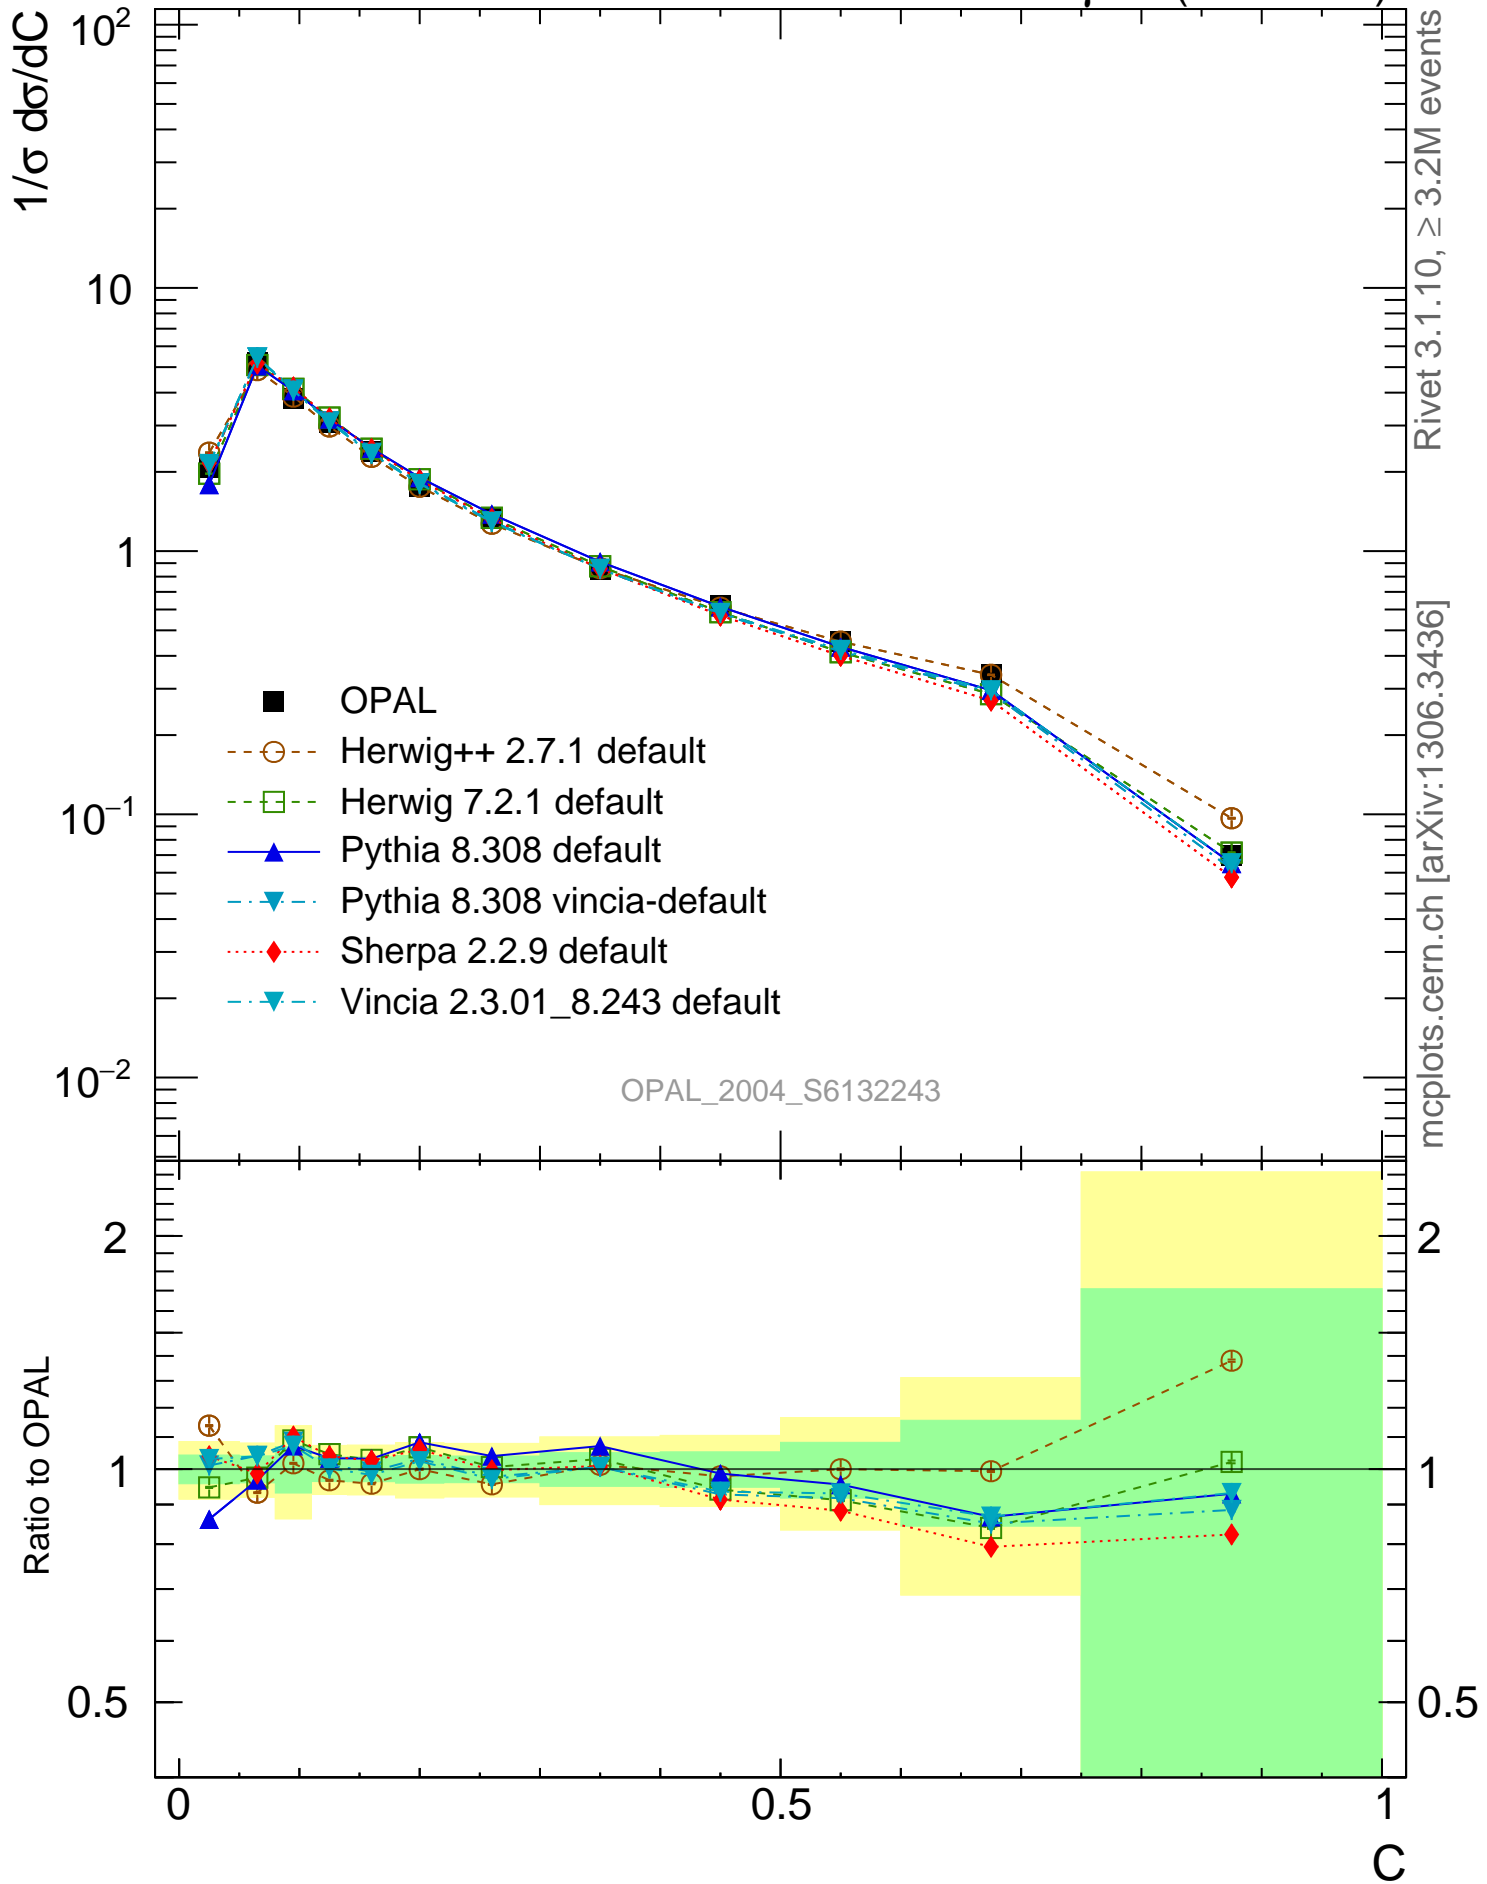 1/σ dσ/dC
10²
10
1
10⁻¹
10⁻²
OPAL
Herwig++ 2.7.1 default
Herwig 7.2.1 default
Pythia 8.308 default
Pythia 8.308 vincia-default
Sherpa 2.2.9 default
Vincia 2.3.01_8.243 default
OPAL_2004_S6132243
Rivet 3.1.10, ≥ 3.2M events
mcplots.cern.ch [arXiv:1306.3436]
Ratio to OPAL
2
1
0.5
2
1
0.5
0
0.5
1
C